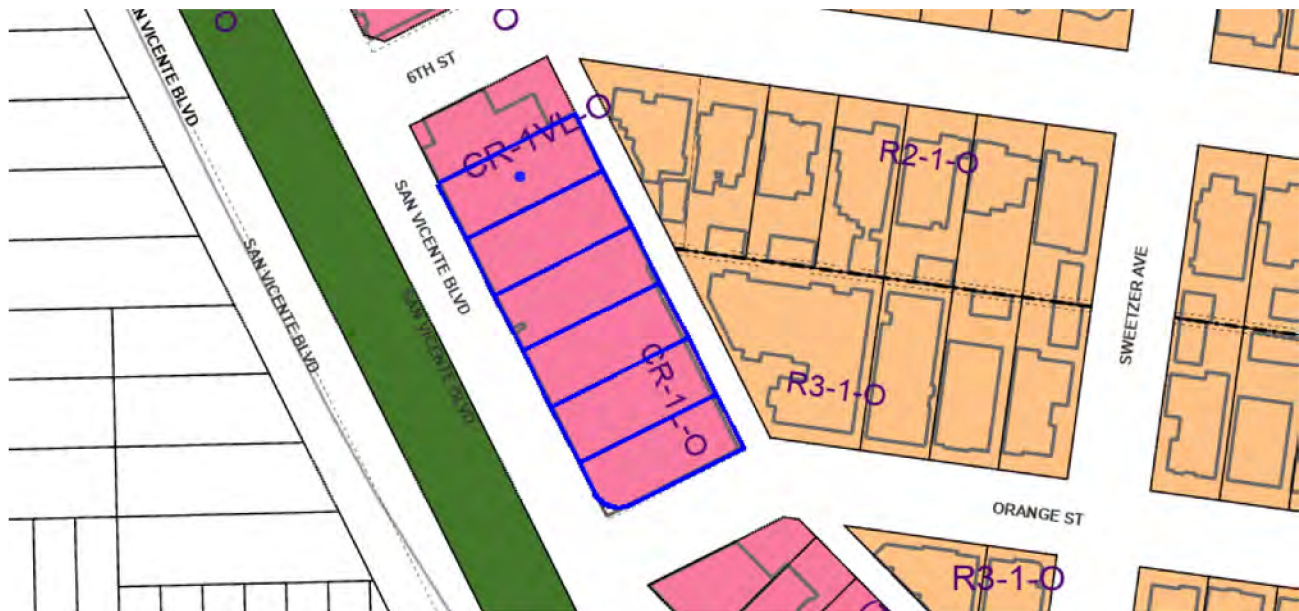 SAN VICENTE BLVD
O
O
6TH ST
CR-1VL-O
R2-1-O
SAN VICENTE BLVD
SAN VICENTE BLVD
SAN VICENTE BLVD
SWEETZER AVE
CR-1L-O
R3-1-O
ORANGE ST
R3-1-O